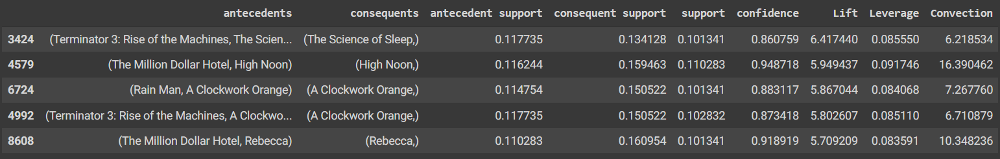 antecedents consequents antecedent support consequent support support confidence Lift Leverage Convection
3424 (Terminator 3: Rise of the Machines, The Scien... (The Science of Sleep,) 0.117735 0.134128 0.101341 0.860759 6.417440 0.085550 6.218534
4579 (The Million Dollar Hotel, High Noon) (High Noon,) 0.116244 0.159463 0.110283 0.948718 5.949437 0.091746 16.390462
6724 (Rain Man, A Clockwork Orange) (A Clockwork Orange,) 0.114754 0.150522 0.101341 0.883117 5.867044 0.084068 7.267760
4992 (Terminator 3: Rise of the Machines, A Clockwo... (A Clockwork Orange,) 0.117735 0.150522 0.102832 0.873418 5.802607 0.085110 6.710879
8608 (The Million Dollar Hotel, Rebecca) (Rebecca,) 0.110283 0.160954 0.101341 0.918919 5.709209 0.083591 10.348236